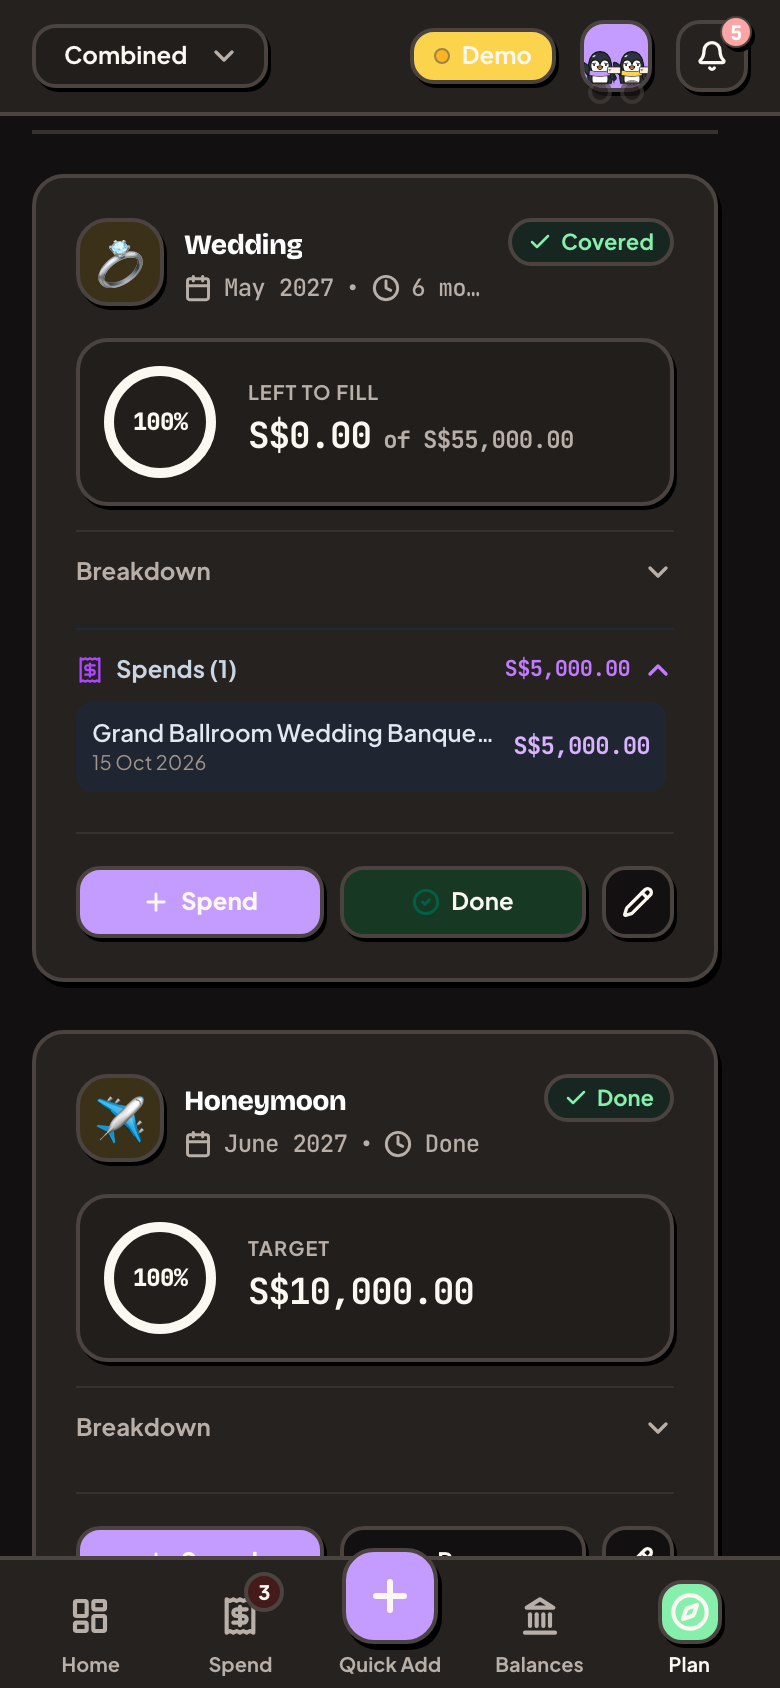 Combined
Demo
5
Wedding
Covered
May 2027 • 6 mo…
100%
LEFT TO FILL
S$0.00 of S$55,000.00
Breakdown
Spends (1)
S$5,000.00
Grand Ballroom Wedding Banque…
S$5,000.00
15 Oct 2026
+ Spend
Done
Honeymoon
Done
June 2027 • Done
100%
TARGET
S$10,000.00
Breakdown
3
Home
Spend
Quick Add
Balances
Plan